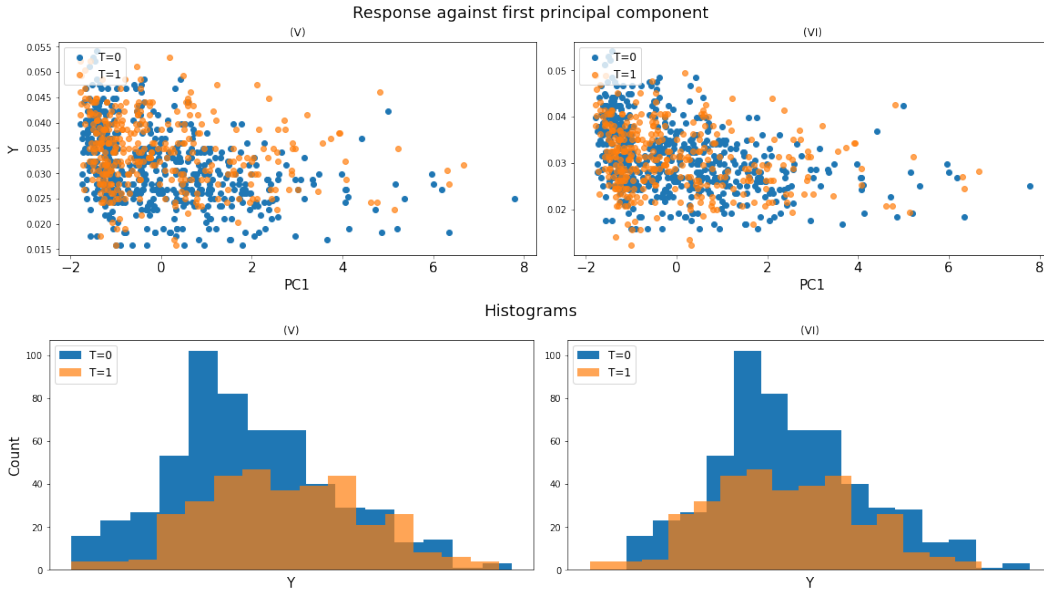 Response against first principal component
(V)
(VI)
T=0
T=1
T=0
T=1
0.055
0.050
0.045
0.040
0.035
0.030
0.025
0.020
0.015
Y
0.05
0.04
0.03
0.02
−2
0
2
4
6
8
−2
0
2
4
6
8
PC1
PC1
Histograms
(V)
(VI)
T=0
T=1
T=0
T=1
100
80
60
40
20
0
Count
100
80
60
40
20
0
Y
Y